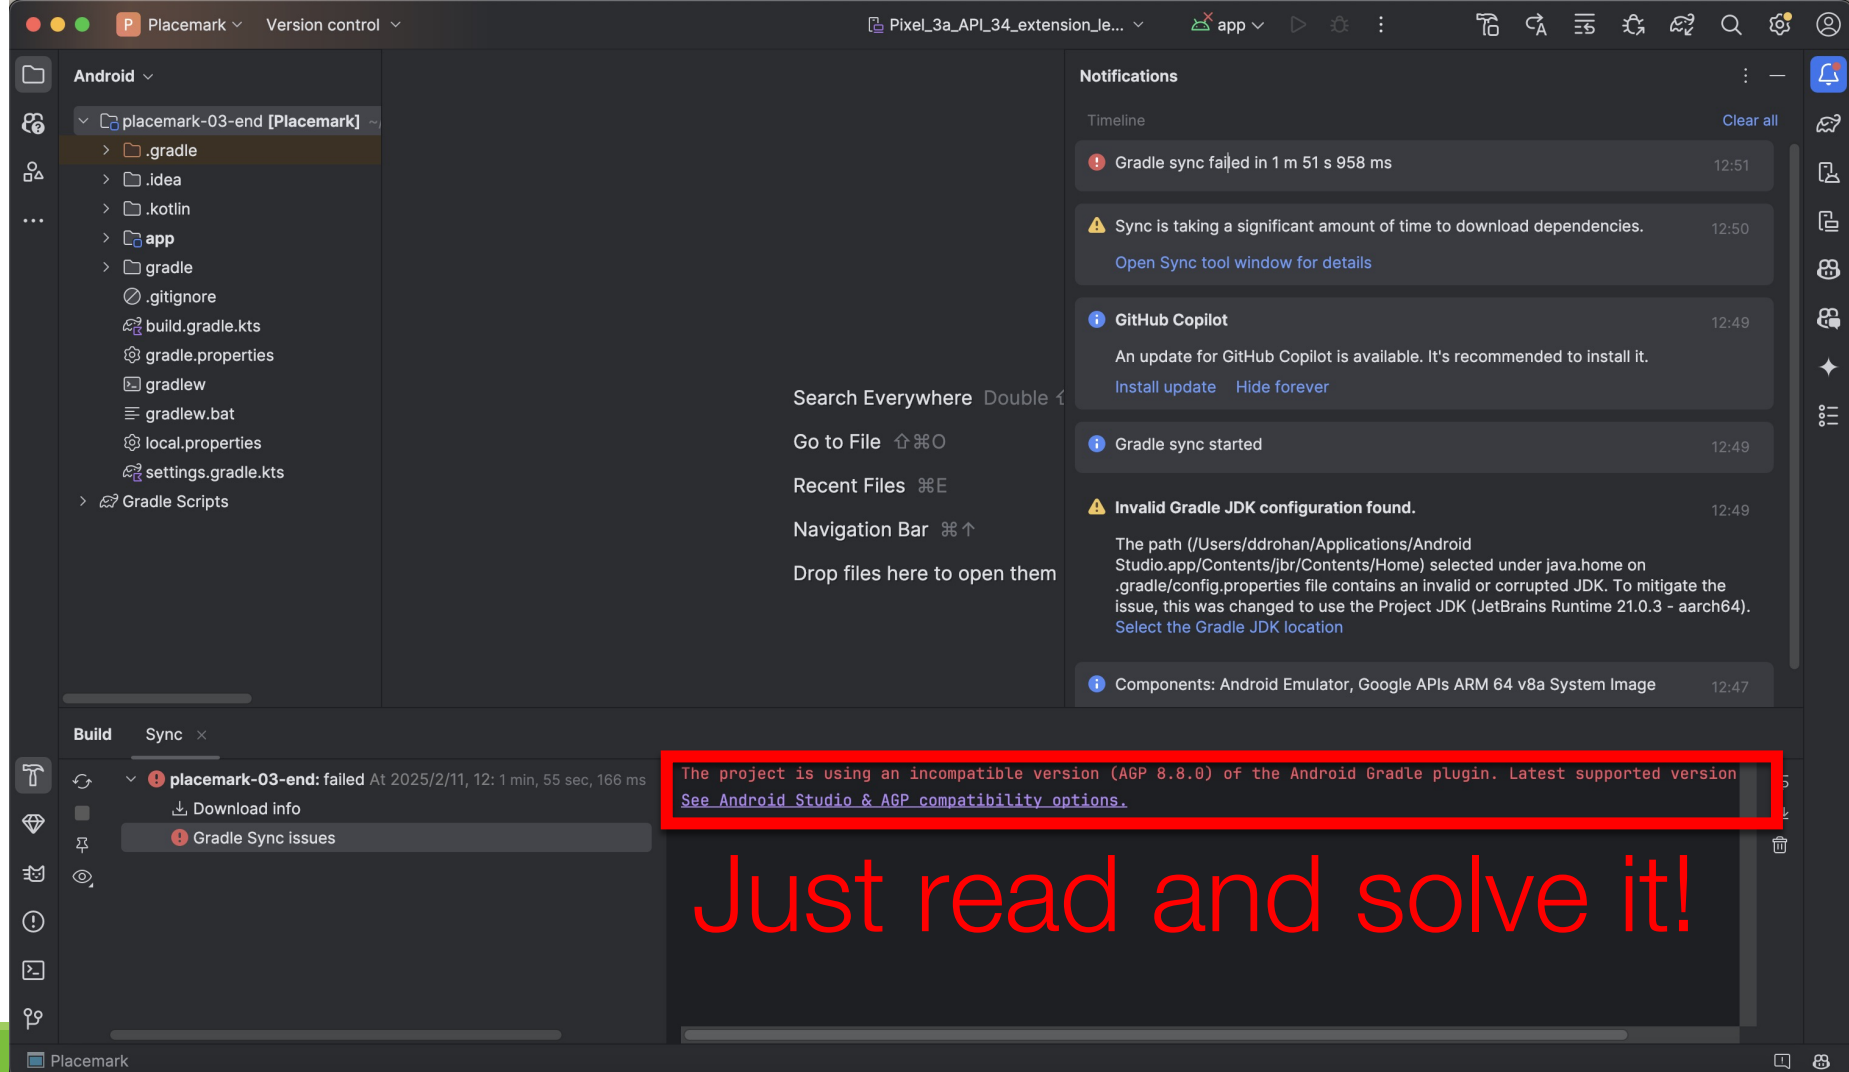 P Placemark
Version control
Pixel_3a_API_34_extension_le...
app
Android
placemark-03-end [Placemark] ~/
.gradle
.idea
.kotlin
app
gradle
.gitignore
build.gradle.kts
gradle.properties
gradlew
gradlew.bat
local.properties
settings.gradle.kts
Gradle Scripts
Search Everywhere Double ⇧
Go to File ⇧⌘O
Recent Files ⌘E
Navigation Bar ⌘↑
Drop files here to open them
Notifications
Timeline
Clear all
Gradle sync failed in 1 m 51 s 958 ms
12:51
Sync is taking a significant amount of time to download dependencies.
12:50
Open Sync tool window for details
GitHub Copilot
12:49
An update for GitHub Copilot is available. It's recommended to install it.
Install update Hide forever
Gradle sync started
12:49
Invalid Gradle JDK configuration found.
12:49
The path (/Users/ddrohan/Applications/Android
Studio.app/Contents/jbr/Contents/Home) selected under java.home on
.gradle/config.properties file contains an invalid or corrupted JDK. To mitigate the
issue, this was changed to use the Project JDK (JetBrains Runtime 21.0.3 - aarch64).
Select the Gradle JDK location
Components: Android Emulator, Google APIs ARM 64 v8a System Image
12:47
Build
Sync
placemark-03-end: failed At 2025/2/11, 12: 1 min, 55 sec, 166 ms
Download info
Gradle Sync issues
The project is using an incompatible version (AGP 8.8.0) of the Android Gradle plugin. Latest supported version
See Android Studio & AGP compatibility options.
Just read and solve it!
Placemark